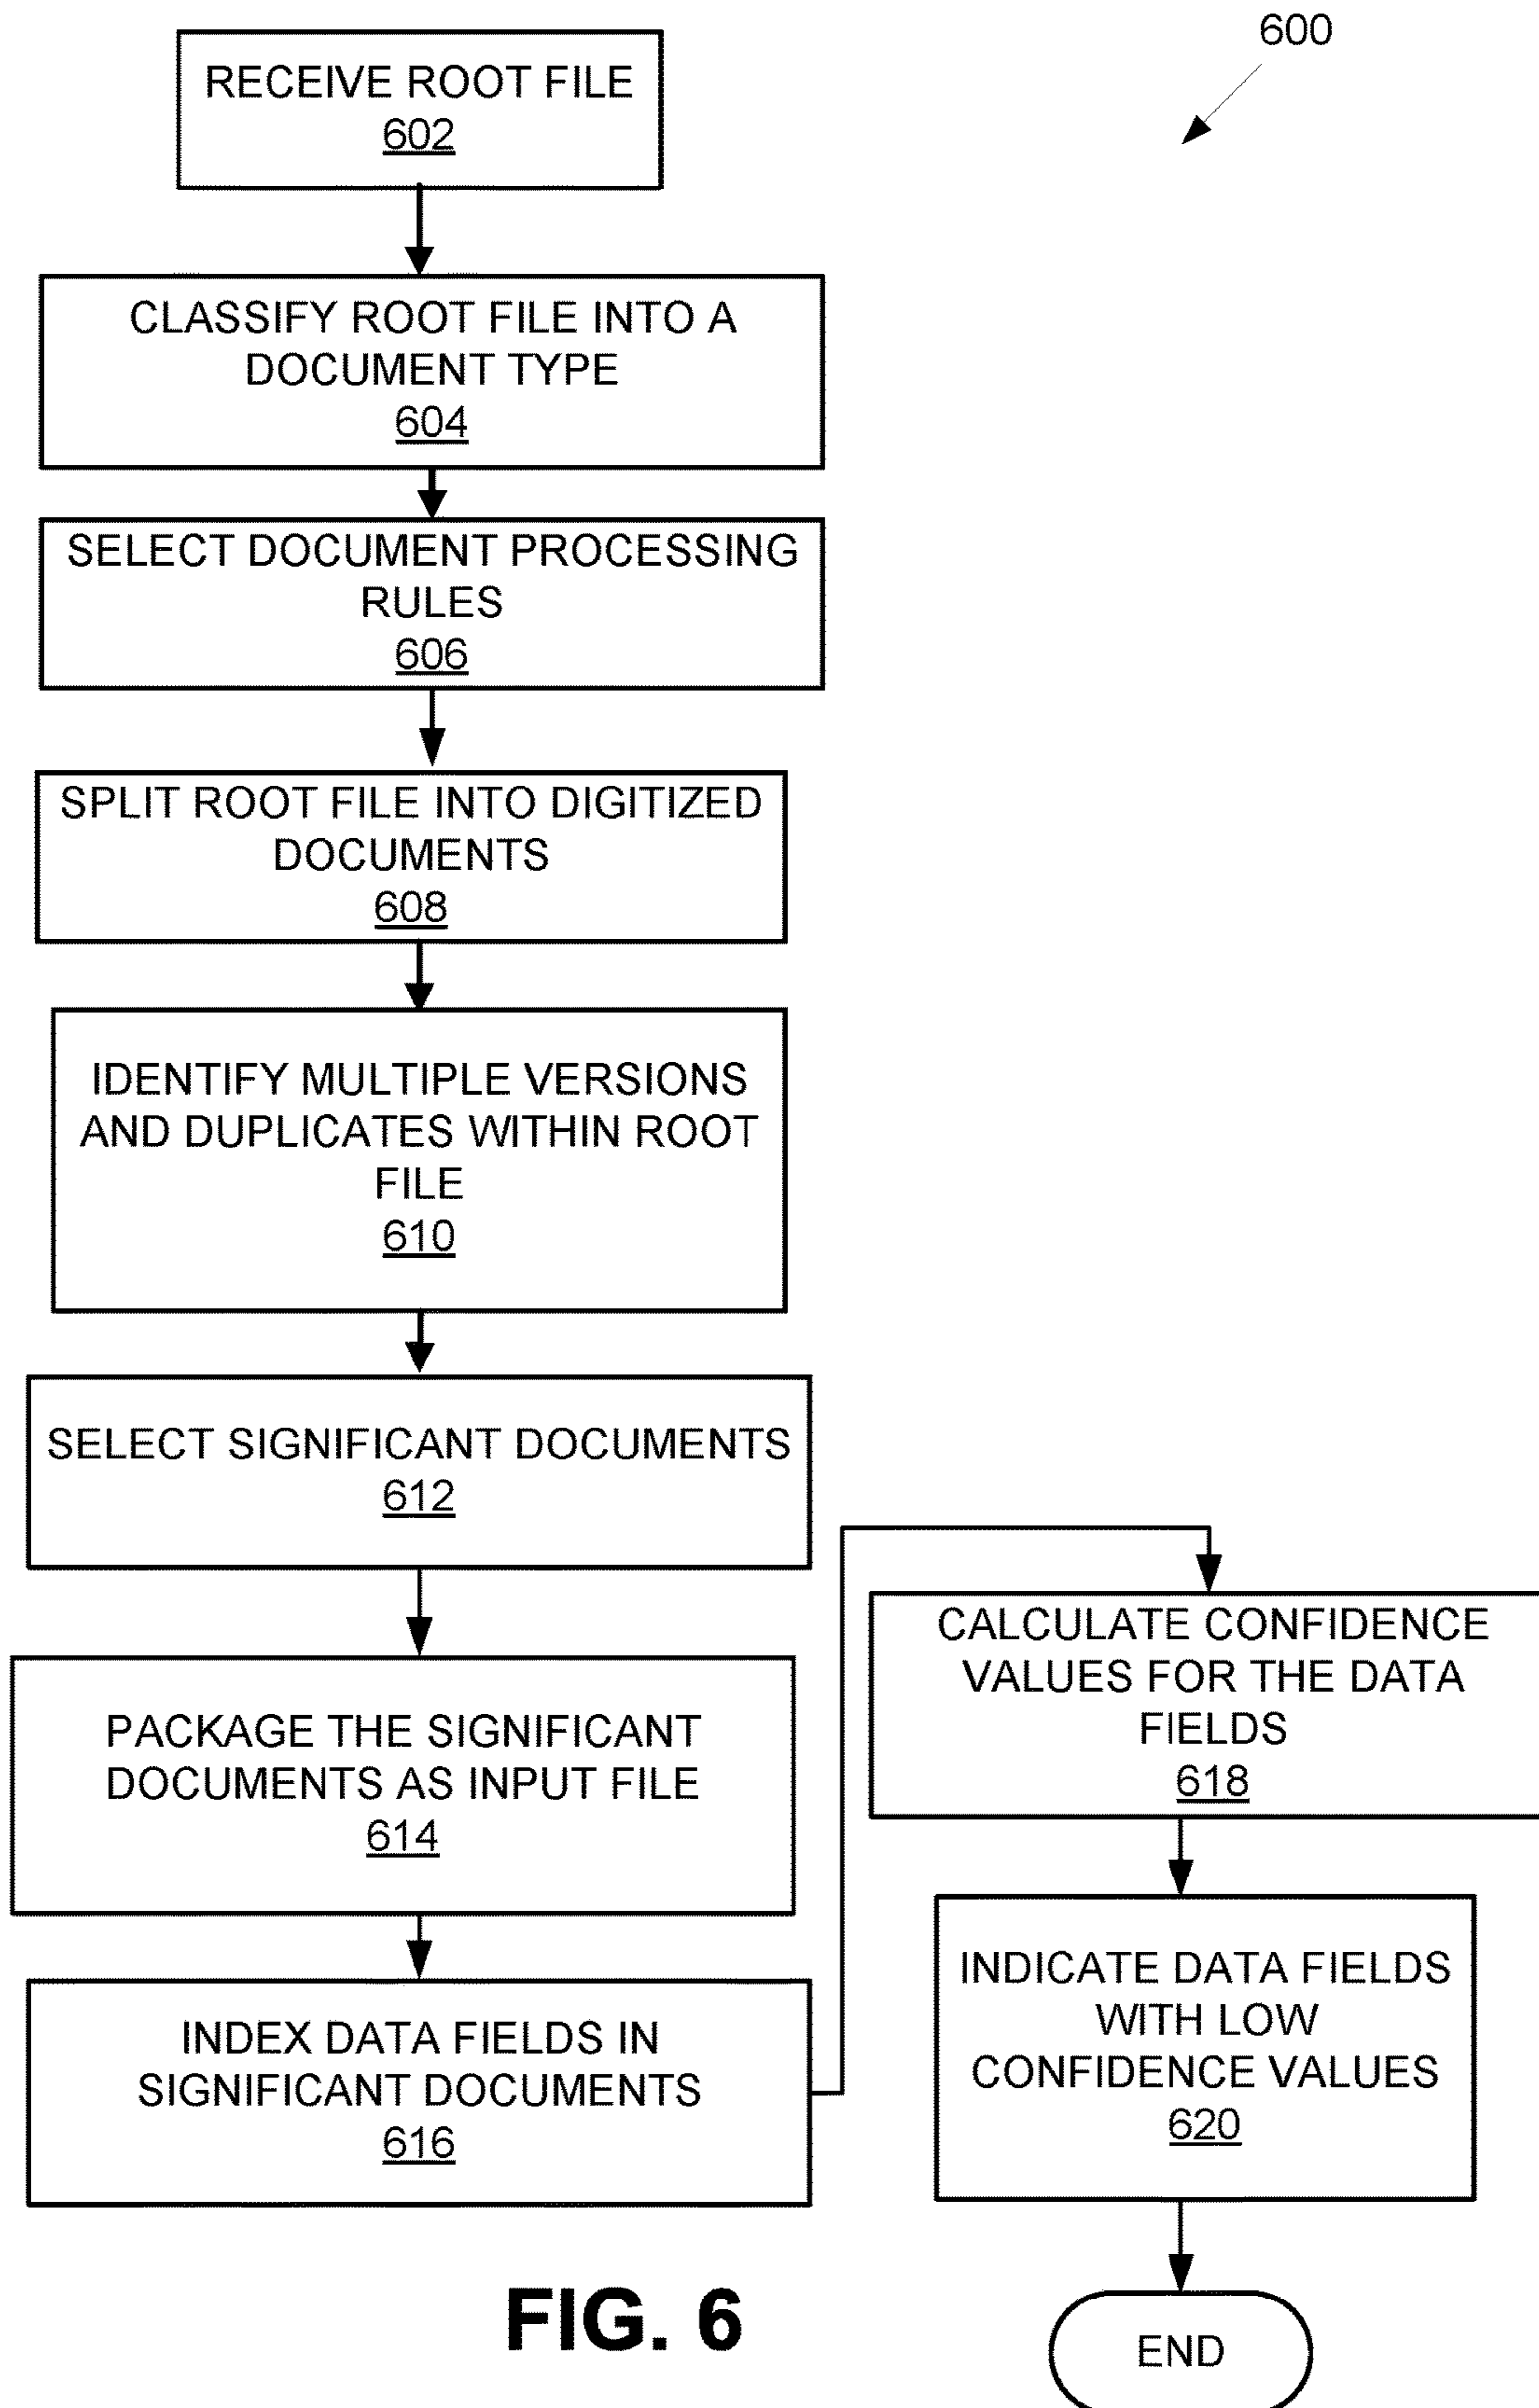 600
RECEIVE ROOT FILE
602
CLASSIFY ROOT FILE INTO A
DOCUMENT TYPE
604
SELECT DOCUMENT PROCESSING
RULES
606
SPLIT ROOT FILE INTO DIGITIZED
DOCUMENTS
608
IDENTIFY MULTIPLE VERSIONS
AND DUPLICATES WITHIN ROOT
FILE
610
SELECT SIGNIFICANT DOCUMENTS
612
PACKAGE THE SIGNIFICANT
DOCUMENTS AS INPUT FILE
614
INDEX DATA FIELDS IN
SIGNIFICANT DOCUMENTS
616
CALCULATE CONFIDENCE
VALUES FOR THE DATA
FIELDS
618
INDICATE DATA FIELDS
WITH LOW
CONFIDENCE VALUES
620
END
FIG. 6